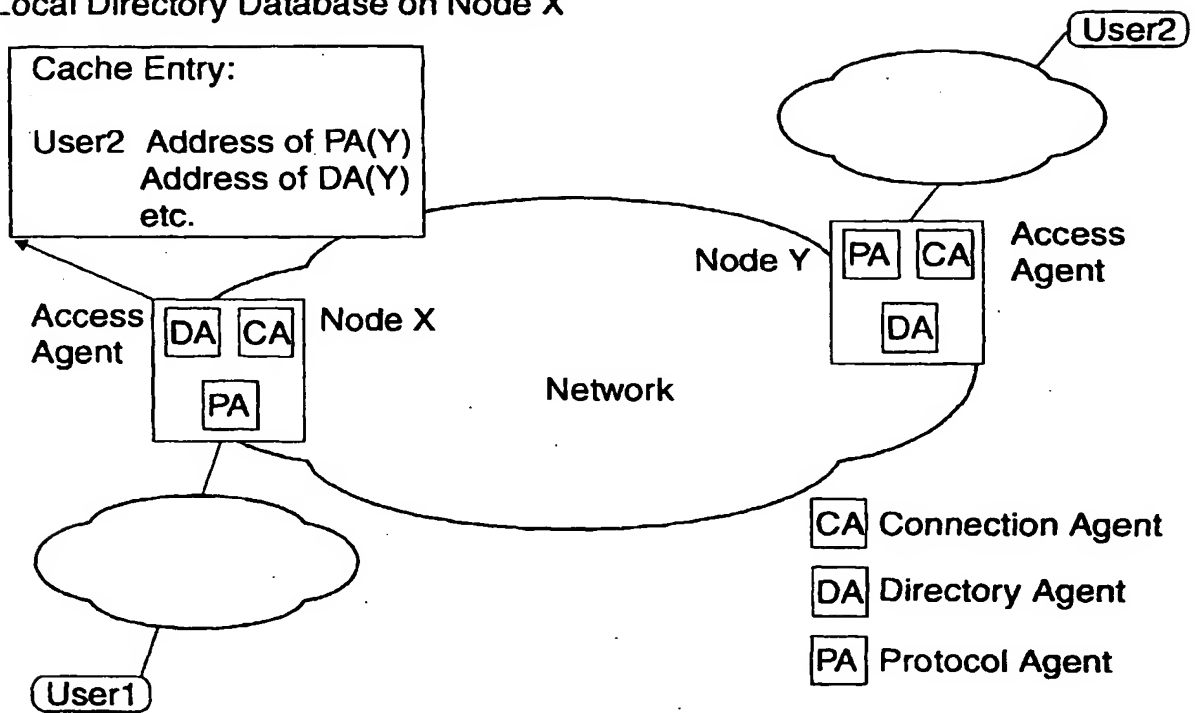 Local Directory Database on Node X
Cache Entry:
User2 Address of PA(Y)
Address of DA(Y)
etc.
User2
Node Y
PA
CA
DA
Access
Agent
Access
Agent
DA
CA
PA
Node X
Network
CA Connection Agent
DA Directory Agent
PA Protocol Agent
User1